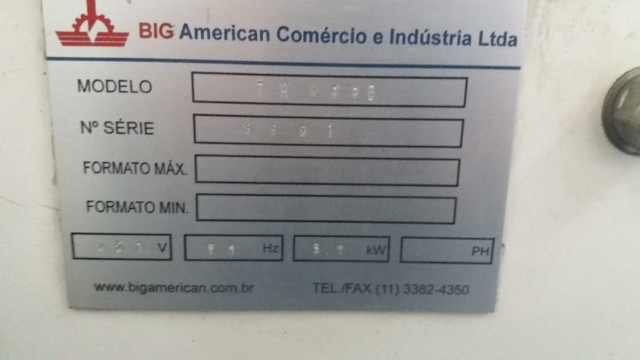 BIG American Comércio e Indústria Ltda
MODELO
Nº SÉRIE
FORMATO MÁX.
FORMATO MIN.
V Hz kW PH
www.bigamerican.com.br TEL./FAX (11) 3382-4350